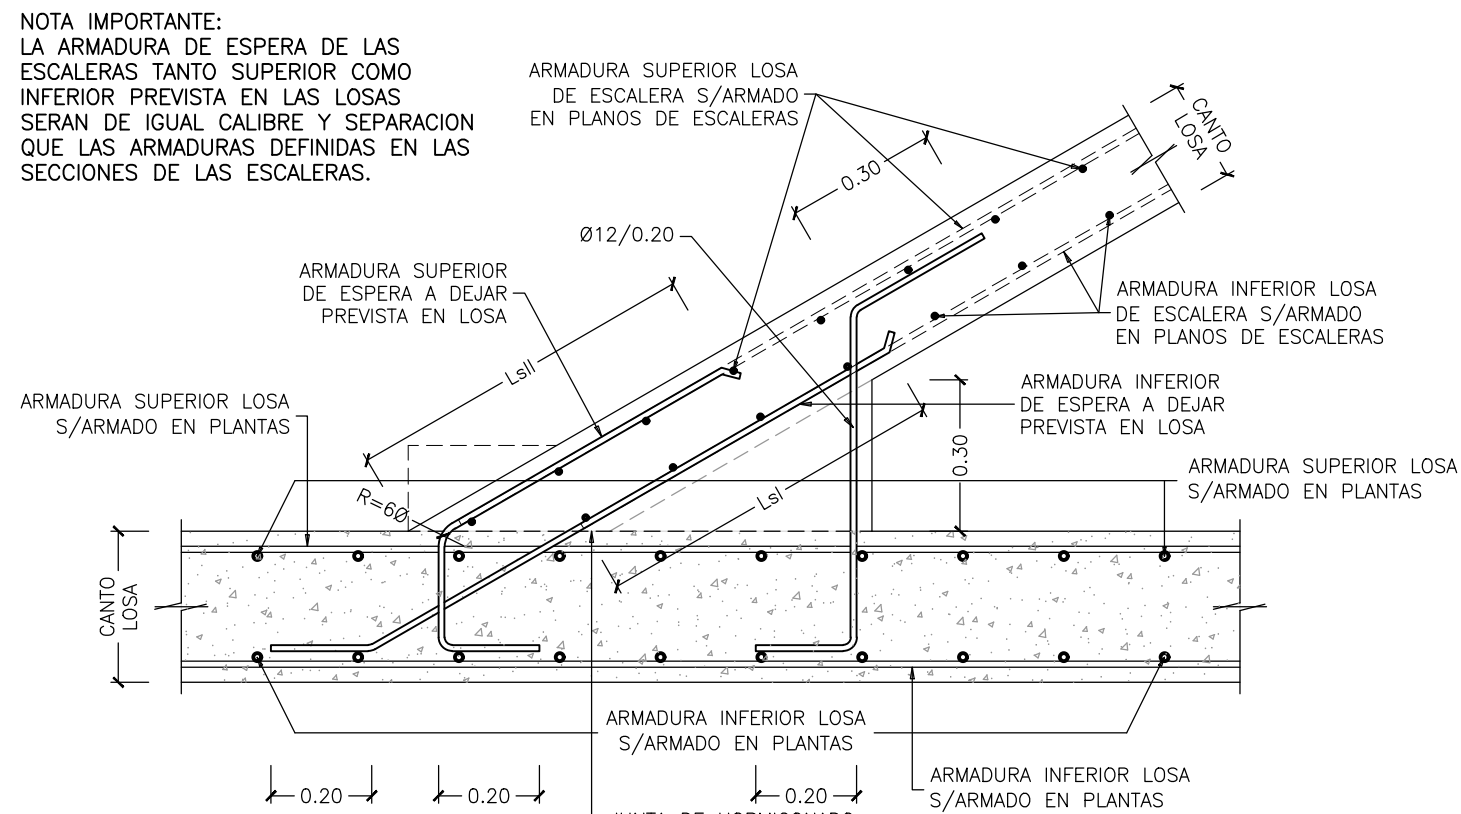 NOTA IMPORTANTE:
LA ARMADURA DE ESPERA DE LAS
ESCALERAS TANTO SUPERIOR COMO
INFERIOR PREVISTA EN LAS LOSAS
SERAN DE IGUAL CALIBRE Y SEPARACION
QUE LAS ARMADURAS DEFINIDAS EN LAS
SECCIONES DE LAS ESCALERAS.
ARMADURA SUPERIOR LOSA
DE ESCALERA S/ARMADO
EN PLANOS DE ESCALERAS
CANTO
LOSA
0.30
Ø12/0.20
ARMADURA SUPERIOR
DE ESPERA A DEJAR
PREVISTA EN LOSA
ARMADURA INFERIOR LOSA
DE ESCALERA S/ARMADO
EN PLANOS DE ESCALERAS
LsII
ARMADURA SUPERIOR LOSA
S/ARMADO EN PLANTAS
ARMADURA INFERIOR
DE ESPERA A DEJAR
PREVISTA EN LOSA
0.30
ARMADURA SUPERIOR LOSA
S/ARMADO EN PLANTAS
R=6Ø
LsI
CANTO
LOSA
ARMADURA INFERIOR LOSA
S/ARMADO EN PLANTAS
ARMADURA INFERIOR LOSA
S/ARMADO EN PLANTAS
0.20
0.20
0.20
JUNTA DE HORMIGONADO